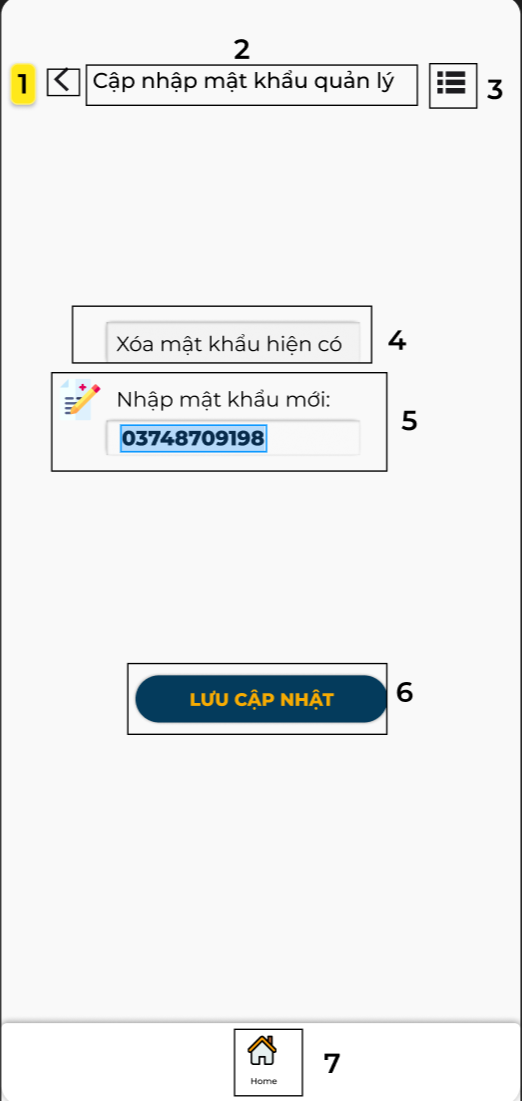 2
1
Cập nhập mật khẩu quản lý
3
Xóa mật khẩu hiện có
4
Nhập mật khẩu mới:
5
03748709198
LƯU CẬP NHẬT
6
Home
7